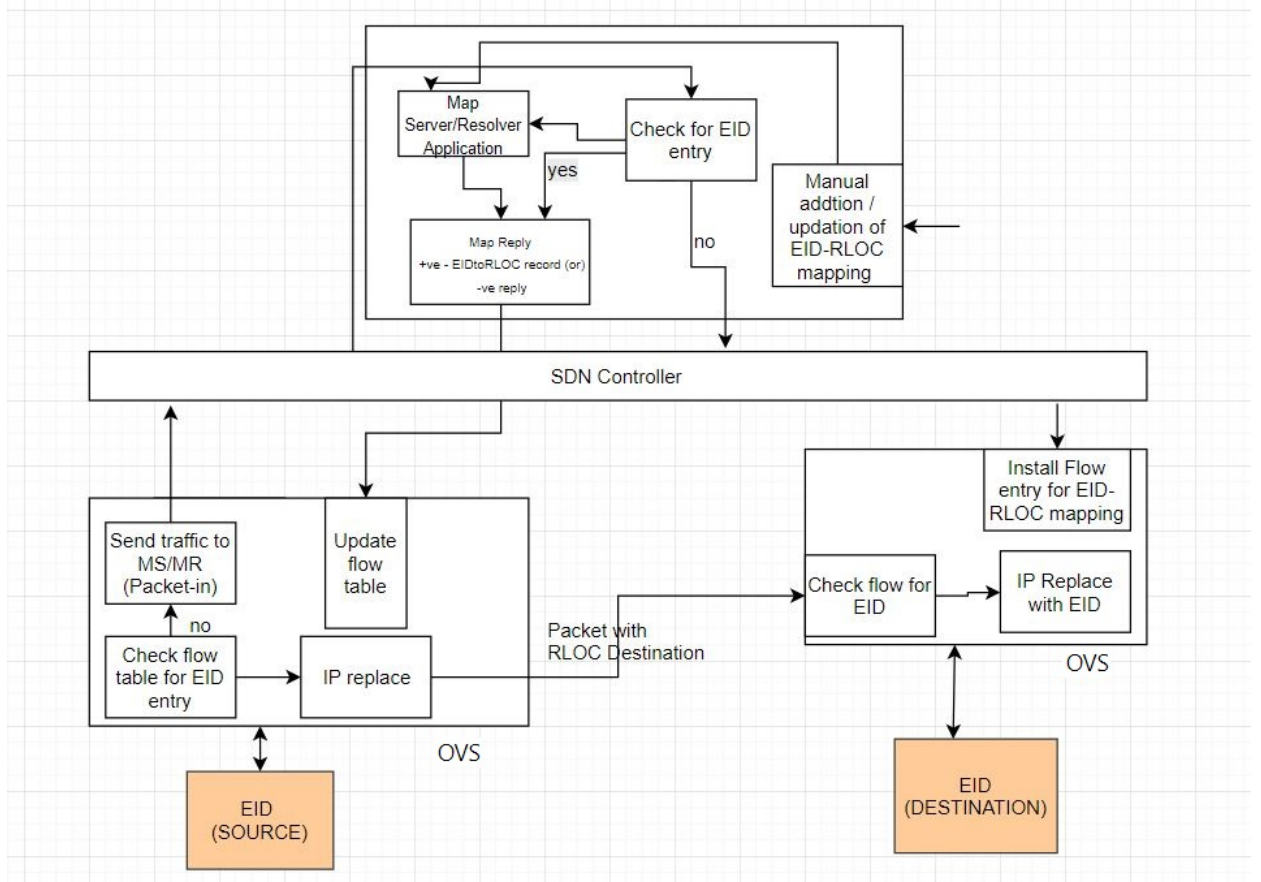 Map
Server/Resolver
Application
Check for EID
entry
yes
Manual
addtion /
updation of
EID-RLOC
mapping
Map Reply
+ve - EIDtoRLOC record (or)
-ve reply
no
SDN Controller
Send traffic to
MS/MR
(Packet-in)
Update
flow
table
Install Flow
entry for EID-
RLOC mapping
no
Check flow
table for EID
entry
IP replace
Packet with
RLOC Destination
Check flow for
EID
IP Replace
with EID
OVS
OVS
EID
(SOURCE)
EID
(DESTINATION)